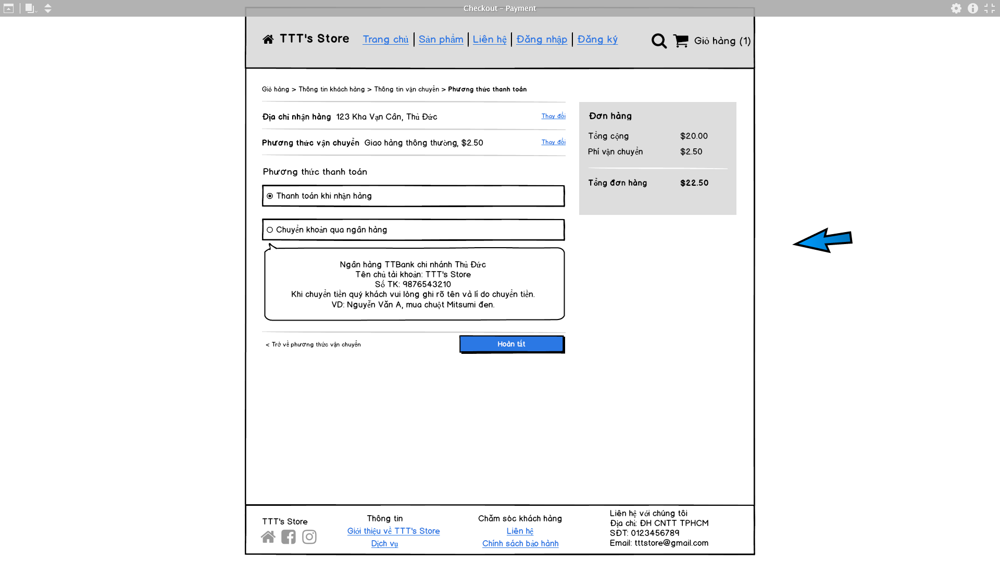 Checkout - Payment
TTT's Store
Trang chủ | Sản phẩm | Liên hệ | Đăng nhập | Đăng ký
Giỏ hàng (1)
Giỏ hàng > Thông tin khách hàng > Thông tin vận chuyển > Phương thức thanh toán
Địa chỉ nhận hàng 123 Kha Vạn Cân, Thủ Đức Thay đổi
Phương thức vận chuyển Giao hàng thông thường, $2.50 Thay đổi
Phương thức thanh toán
Thanh toán khi nhận hàng
Chuyển khoản qua ngân hàng
Ngân hàng TTBank chi nhánh Thủ Đức
Tên chủ tài khoản: TTT's Store
Số TK: 9876543210
Khi chuyển tiền quý khách vui lòng ghi rõ tên và lí do chuyển tiền.
VD: Nguyễn Văn A, mua chuột Mitsumi đen.
< Trở về phương thức vận chuyển
Hoàn tất
Đơn hàng
Tổng cộng $20.00
Phí vận chuyển $2.50
Tổng đơn hàng $22.50
TTT's Store
Thông tin
Giới thiệu về TTT's Store
Dịch vụ
Chăm sóc khách hàng
Liên hệ
Chính sách bảo hành
Liên hệ với chúng tôi
Địa chỉ: ĐH CNTT TPHCM
SĐT: 0123456789
Email: tttstore@gmail.com